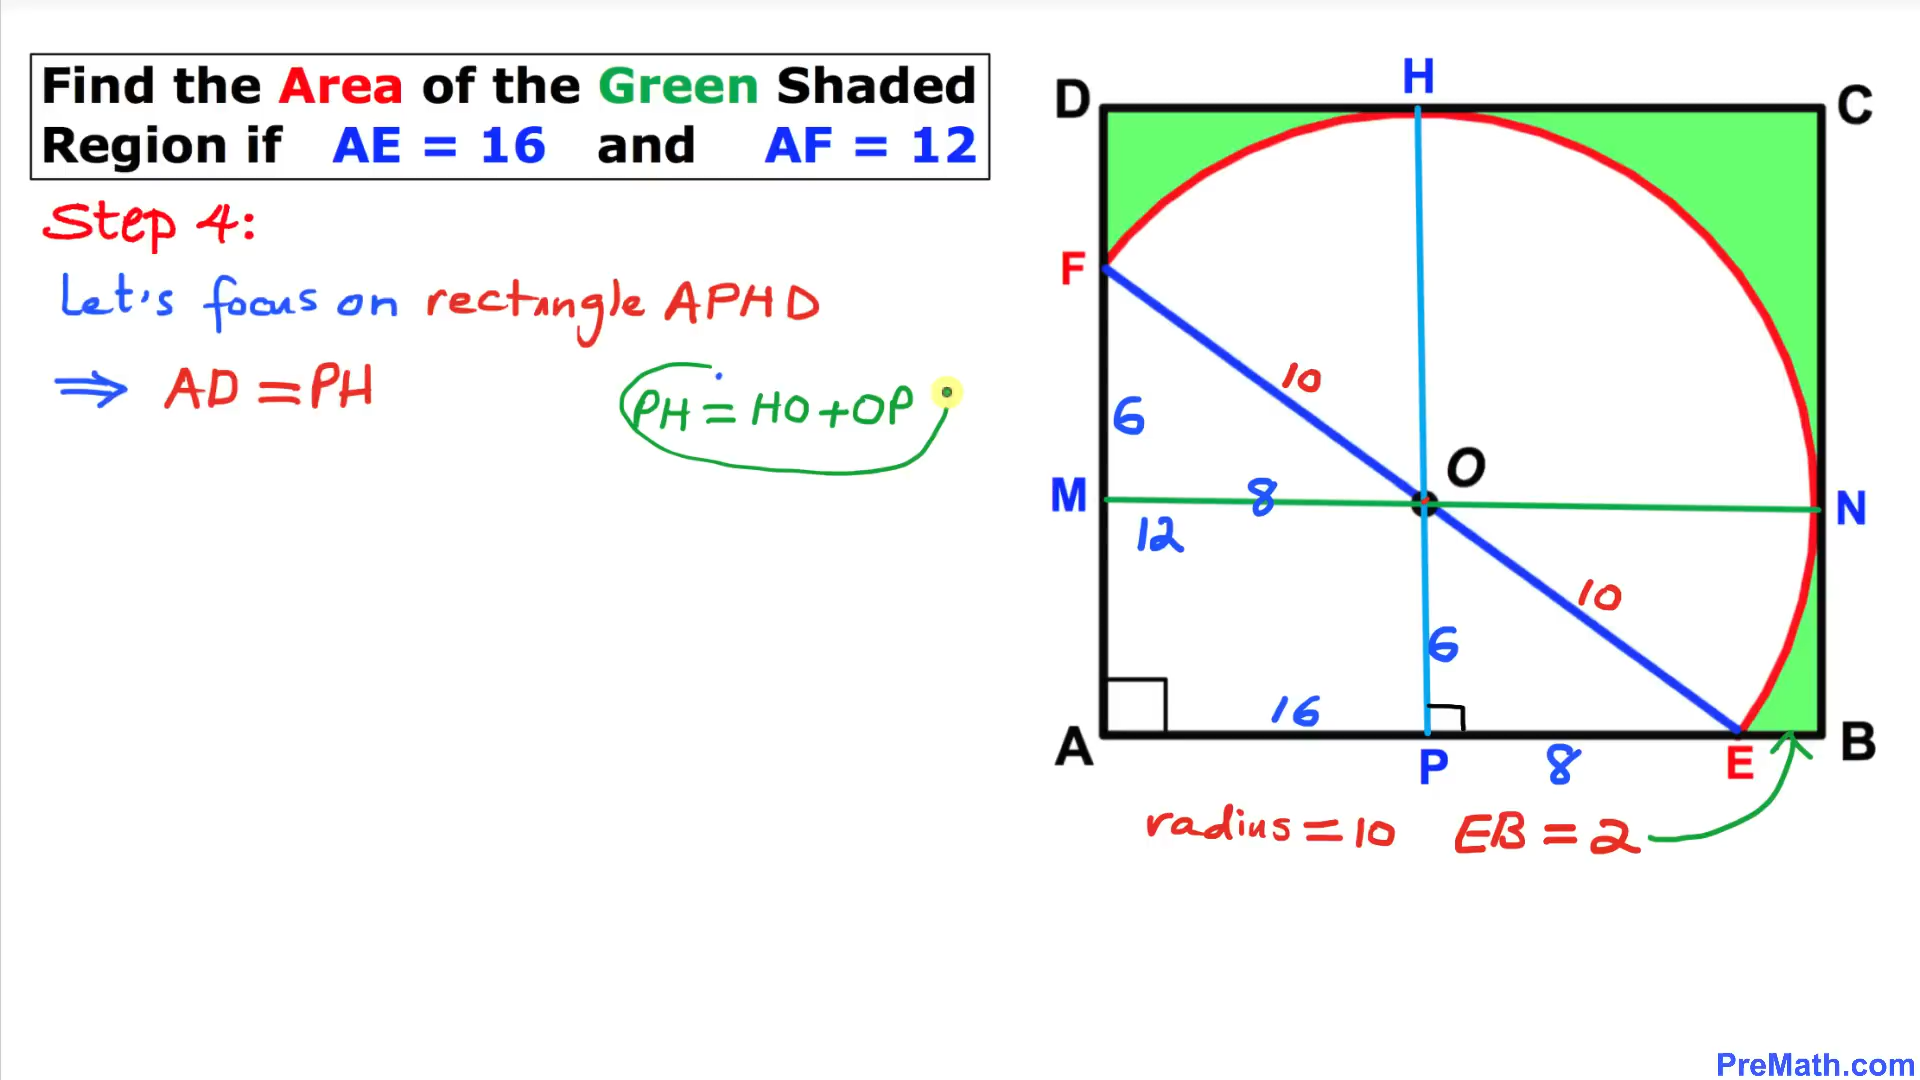 Find the Area of the Green Shaded
Region if AE = 16 and AF = 12
Step 4:
Let's focus on rectangle APHD
⇒ AD = PH
PH = HO + OP
H
D
C
F
10
6
O
M
8
N
12
10
6
16
A
B
P
8
E
radius = 10 EB = 2
PreMath.com